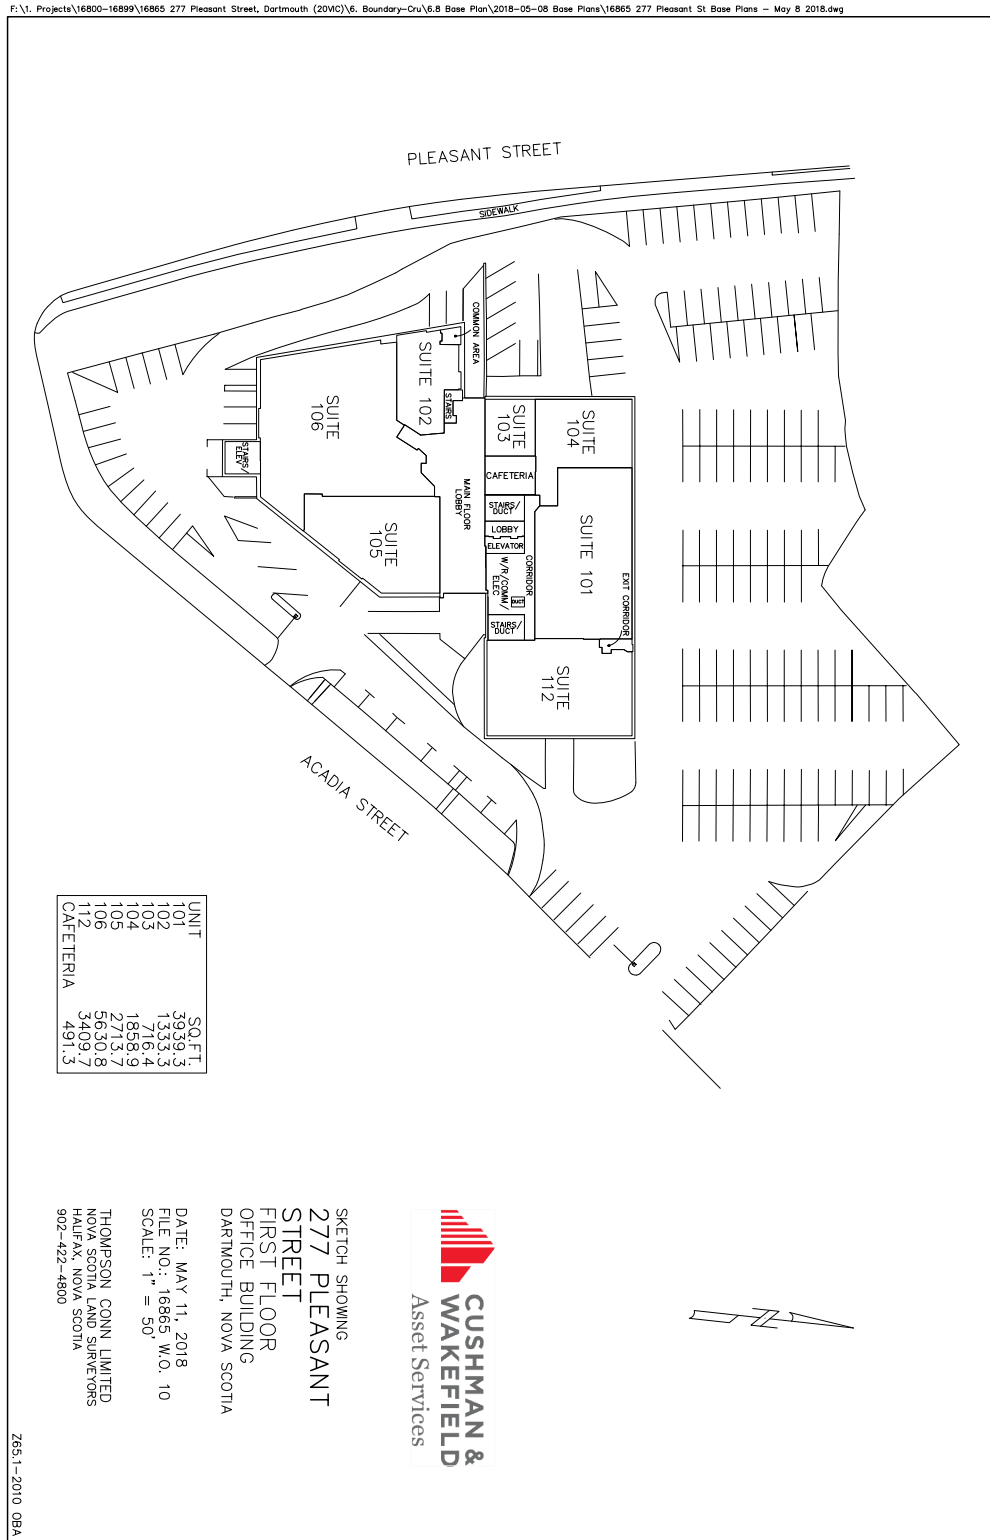 F:\1. Projects\16800-16899\16865 277 Pleasant Street, Dartmouth (20VIC)\6. Boundary-Cru\6.8 Base Plan\2018-05-08 Base Plans\16865 277 Pleasant St Base Plans - May 8 2018.dwg
PLEASANT STREET
SIDEWALK
COMMON AREA
SUITE 102
STAIRS
SUITE
106
STAIRS/
ELEV
SUITE
105
MAIN FLOOR
LOBBY
SUITE
103
SUITE
104
CAFETERIA
STAIRS/
DUCT
LOBBY
ELEVATOR
W/R/COMM/
ELEC
DUCT
CORRIDOR
STAIRS/
DUCT
SUITE 101
EXIT CORRIDOR
SUITE
112
ACADIA STREET
UNIT SQ.FT.
101 3939.3
102 1333.3
103 716.4
104 1858.9
105 2713.7
106 5630.8
112 3409.7
CAFETERIA 491.3
CUSHMAN &
WAKEFIELD
Asset Services
SKETCH SHOWING
277 PLEASANT
STREET
FIRST FLOOR
OFFICE BUILDING
DARTMOUTH, NOVA SCOTIA
DATE: MAY 11, 2018
FILE NO.: 16865 W.O. 10
SCALE: 1" = 50'
THOMPSON CONN LIMITED
NOVA SCOTIA LAND SURVEYORS
HALIFAX, NOVA SCOTIA
902-422-4800
Z65.1-2010 OBA